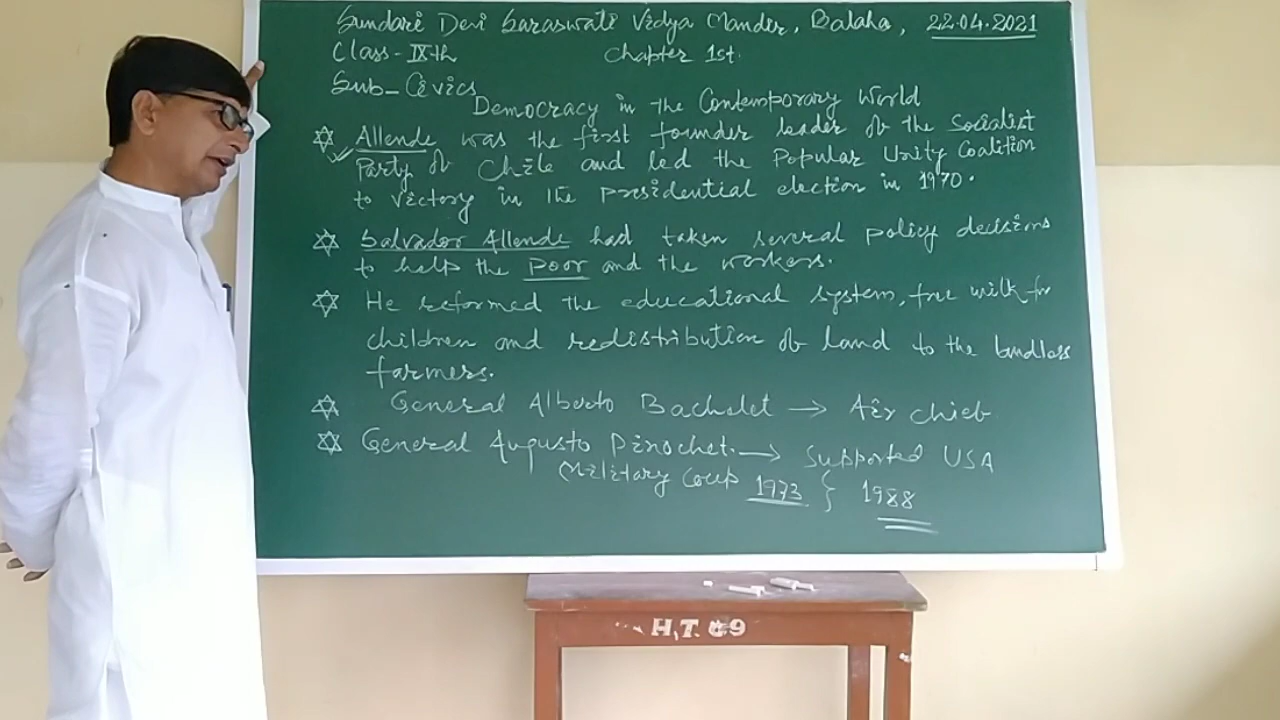 Sundari Devi Saraswati Vidya Mander, Balaha, 22.04.2021
Class-IXth Chapter 1st.
Sub-Civics
Democracy in the Contemporary World
Allende was the first founder leader of the Socialist
Party of Chile and led the Popular Unity Coalition
to victory in the presidential election in 1970.
Salvador Allende had taken several policy decisions
to help the poor and the workers.
He reformed the educational system, free milk for
children and redistribution of land to the landless
farmers.
General Alberto Bachelet → Air chief
General Augusto Pinochet. → Supported USA
Military Coup 1973 } 1988
H.T. 09